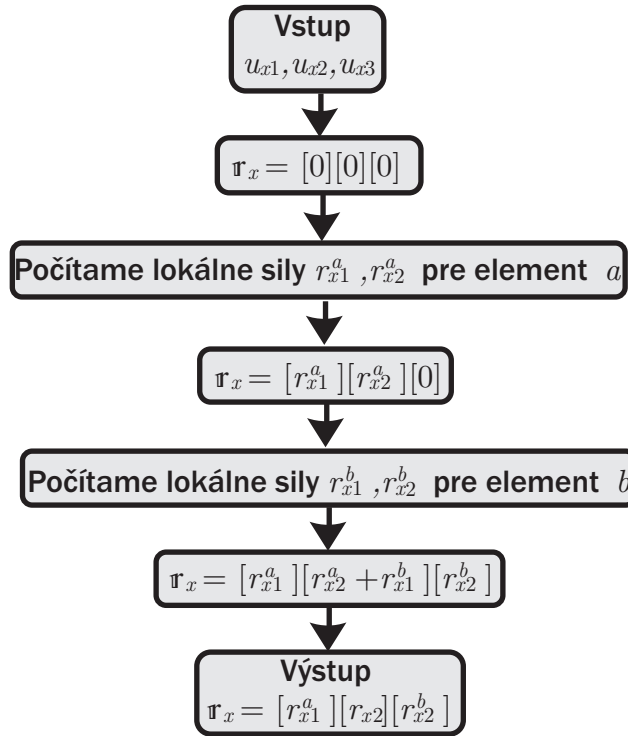 Vstup
u_{x1}, u_{x2}, u_{x3}
𝕣_x = [0][0][0]
Počítame lokálne sily r^a_{x1} , r^a_{x2} pre element a
𝕣_x = [r^a_{x1} ][r^a_{x2} ][0]
Počítame lokálne sily r^b_{x1} , r^b_{x2} pre element b
𝕣_x = [r^a_{x1} ][r^a_{x2} + r^b_{x1} ][r^b_{x2} ]
Výstup
𝕣_x = [r^a_{x1} ][r_{x2}][r^b_{x2} ]